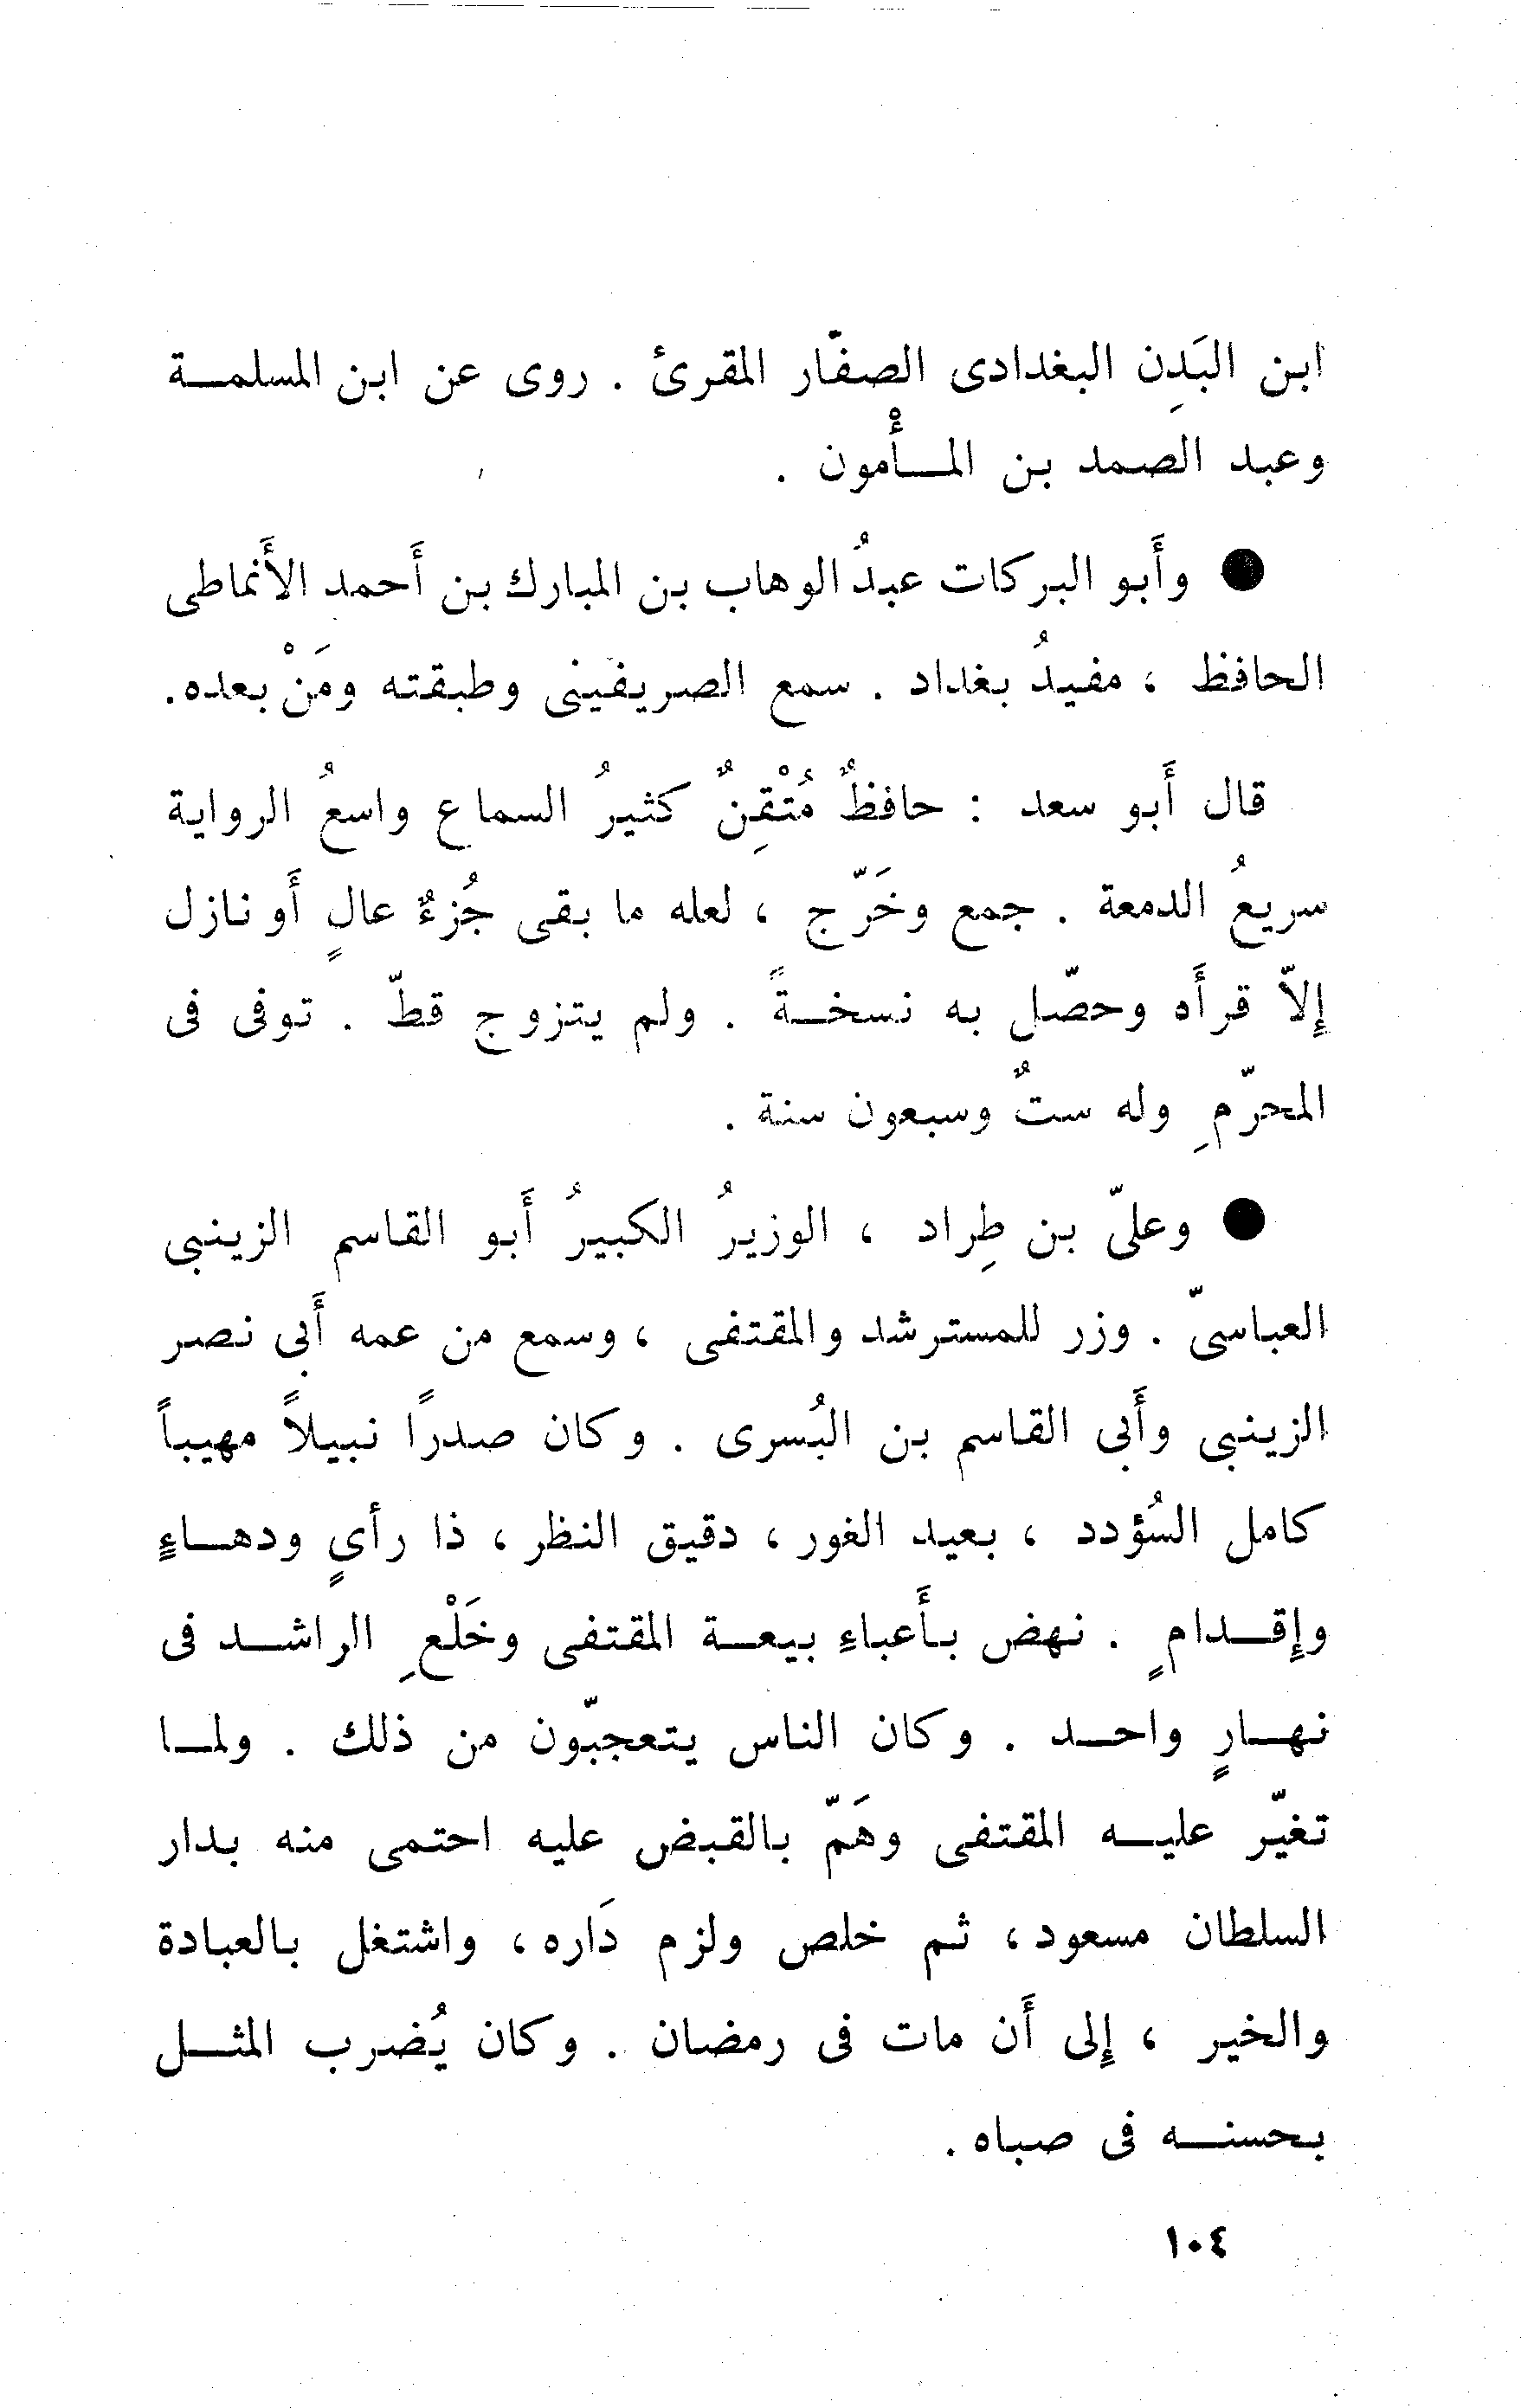 ابن البَدِن البغدادى الصفّار المقرئ . روى عن ابن المسلمة
وعبد الصمد بن المأْمون .
● وأَبو البركات عبدُ الوهاب بن المبارك بن أَحمد الأَنماطى
الحافظ ، مفيدُ بغداد . سمع الصريفينى وطبقته ومَنْ بعده.
قال أَبو سعد : حافظٌ مُتْقِنٌ كثيرُ السماع واسعُ الرواية
سريعُ الدمعة . جمع وخَرّج ، لعله ما بقى جُزءٌ عالٍ أَو نازل
إلاّ قرأَه وحصّل به نسخةً . ولم يتزوج قطّ . توفى فى
المحرّمِ وله ستٌ وسبعون سنة .
● وعلىّ بن طِراد ، الوزيرُ الكبيرُ أَبو القاسم الزينبى
العباسىّ . وزر للمسترشد والمقتفى ، وسمع من عمه أَبى نصر
الزينبى وأَبى القاسم بن البُسرى . وكان صدرًا نبيلاً مهيباً
كامل السُؤدد ، بعيد الغور ، دقيق النظر ، ذا رأىٍ ودهاءٍ
وإقدامٍ . نهض بأَعباءِ بيعة المقتفى وخَلْعِ الراشد فى
نهارٍ واحد . وكان الناس يتعجبّون من ذلك . ولما
تغيّر عليه المقتفى وهَمّ بالقبض عليه احتمى منه بدار
السلطان مسعود ، ثم خلص ولزم دَاره ، واشتغل بالعبادة
والخير ، إلى أَن مات فى رمضان . وكان يُضرب المثل
بحسنه فى صباه .
١٠٤